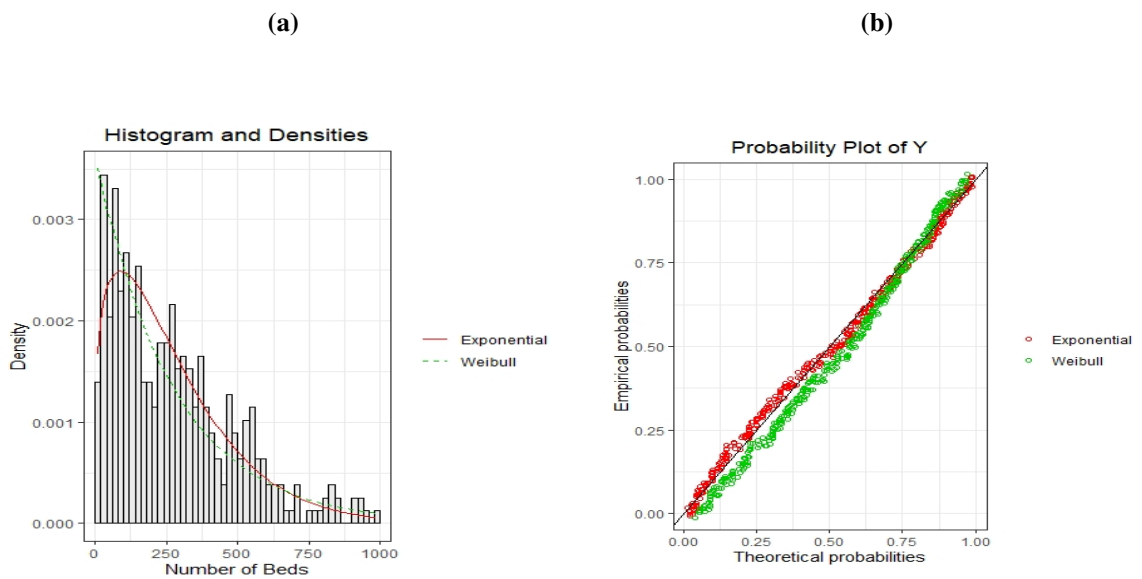 (a)
(b)
Histogram and Densities
Density
0.003
0.002
0.001
0.000
0
250
500
750
1000
Number of Beds
Exponential
Weibull
Probability Plot of Y
Empirical probabilities
1.00
0.75
0.50
0.25
0.00
0.00
0.25
0.50
0.75
1.00
Theoretical probabilities
Exponential
Weibull